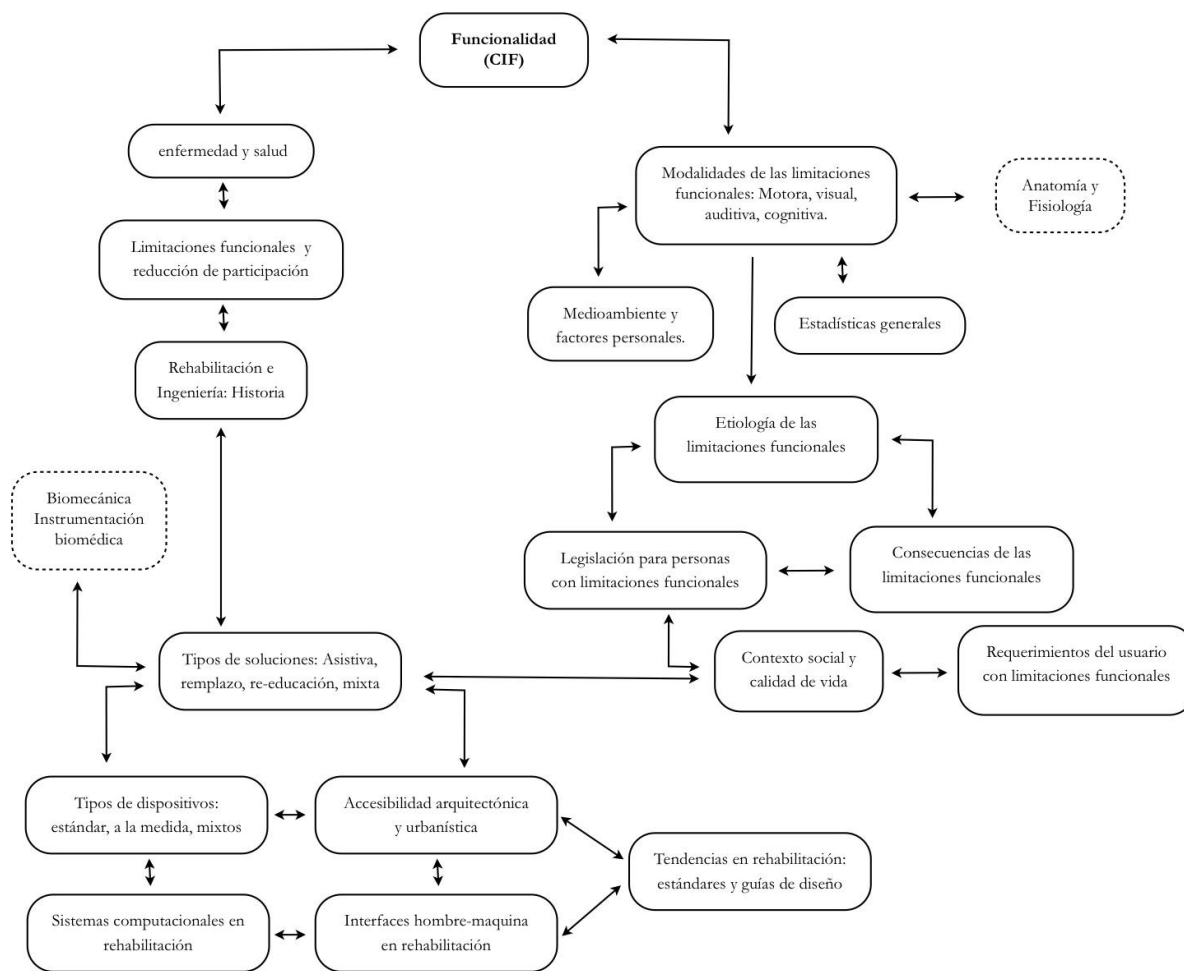 Funcionalidad
(CIF)
enfermedad y salud
Modalidades de las limitaciones
funcionales: Motora, visual,
auditiva, cognitiva.
Anatomía y
Fisiología
Limitaciones funcionales y
reducción de participación
Medioambiente y
factores personales.
Estadísticas generales
Rehabilitación e
Ingeniería: Historia
Etiología de las
limitaciones funcionales
Biomecánica
Instrumentación
biomédica
Legislación para personas
con limitaciones funcionales
Consecuencias de las
limitaciones funcionales
Tipos de soluciones: Asistiva,
remplazo, re-educación, mixta
Contexto social y
calidad de vida
Requerimientos del usuario
con limitaciones funcionales
Tipos de dispositivos:
estándar, a la medida, mixtos
Accesibilidad arquitectónica
y urbanística
Tendencias en rehabilitación:
estándares y guías de diseño
Sistemas computacionales en
rehabilitación
Interfaces hombre-maquina
en rehabilitación